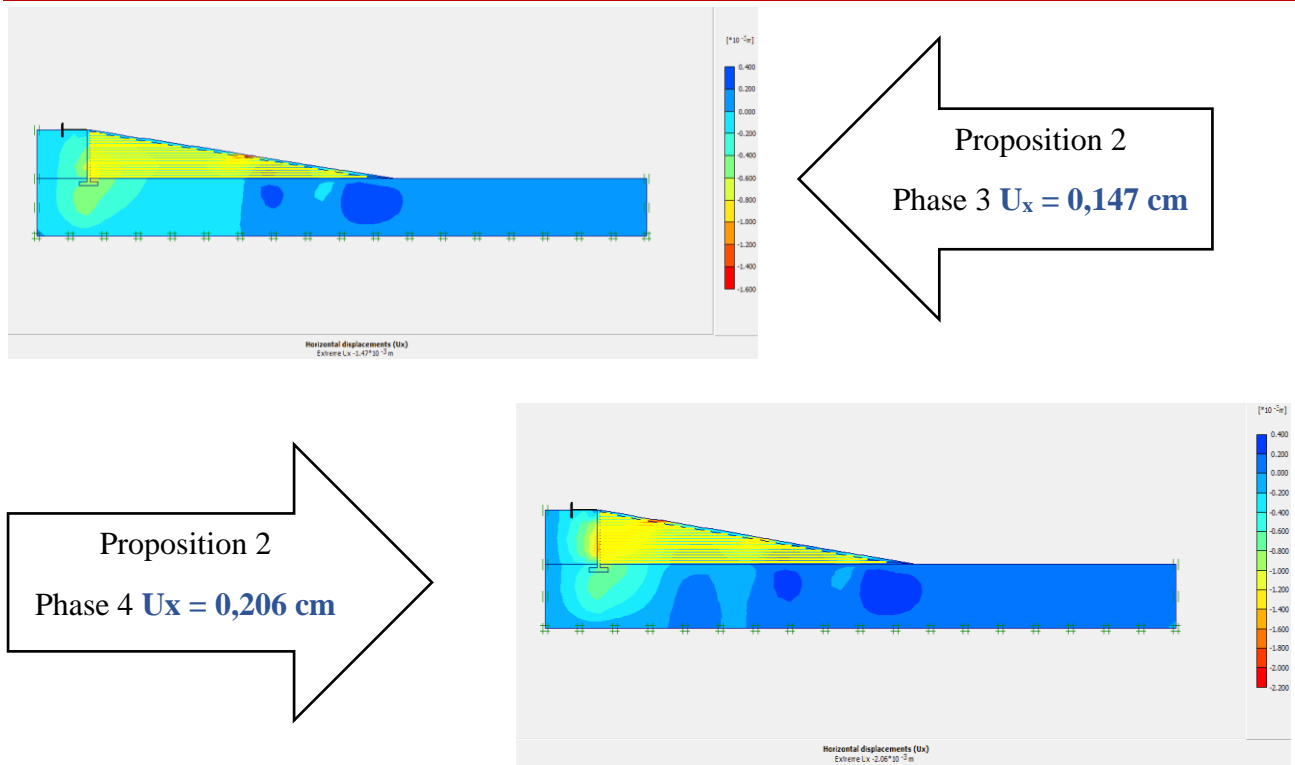 [*10 -3m]
0.400
0.200
0.000
-0.200
-0.400
-0.600
-0.800
-1.000
-1.200
-1.400
-1.600
Horizontal displacements (Ux)
Extreme Ux -1.47*10 -3 m
Proposition 2
Phase 3 Ux = 0,147 cm
Proposition 2
Phase 4 Ux = 0,206 cm
[*10 -3m]
0.400
0.200
0.000
-0.200
-0.400
-0.600
-0.800
-1.000
-1.200
-1.400
-1.600
-1.800
-2.000
-2.200
Horizontal displacements (Ux)
Extreme Ux -2.06*10 -3 m